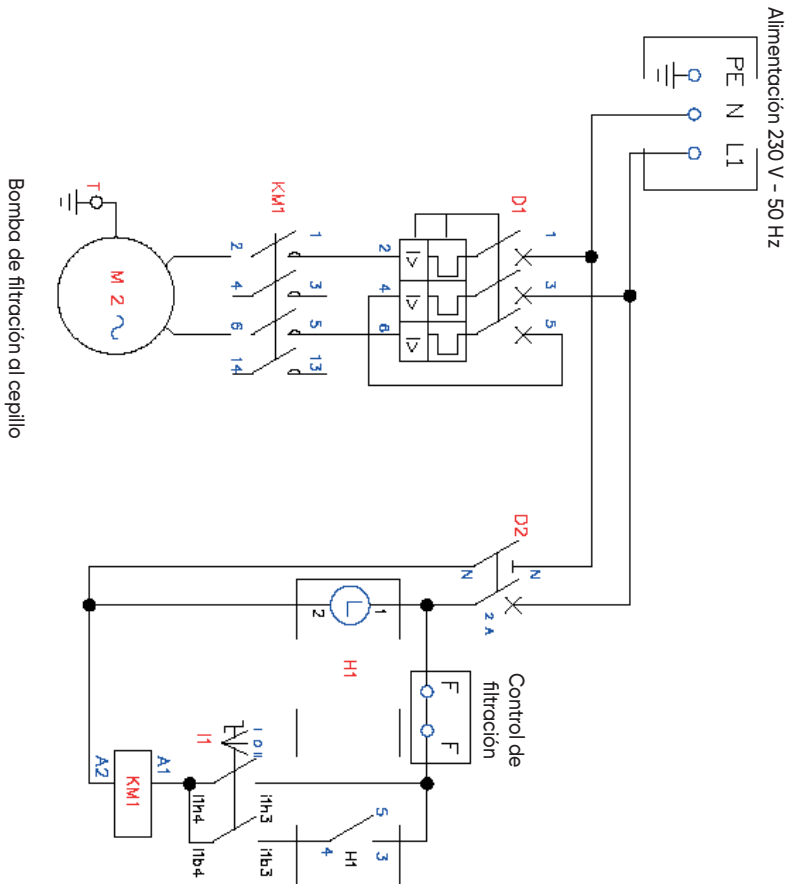 Alimentación 230 V - 50 Hz
PE N L1
D1
1
3
5
2
4
6
I>
I>
I>
KM1
1
3
5
13
2
4
6
14
T
M 2
Bomba de filtración al cepillo
D2
N
N
2 A
Control de
filtración
F F
H1
1
2
L
I1
I 0 II
i1h3
I1h4
i1b3
I1b4
5
4
3
H1
A1
A2
KM1